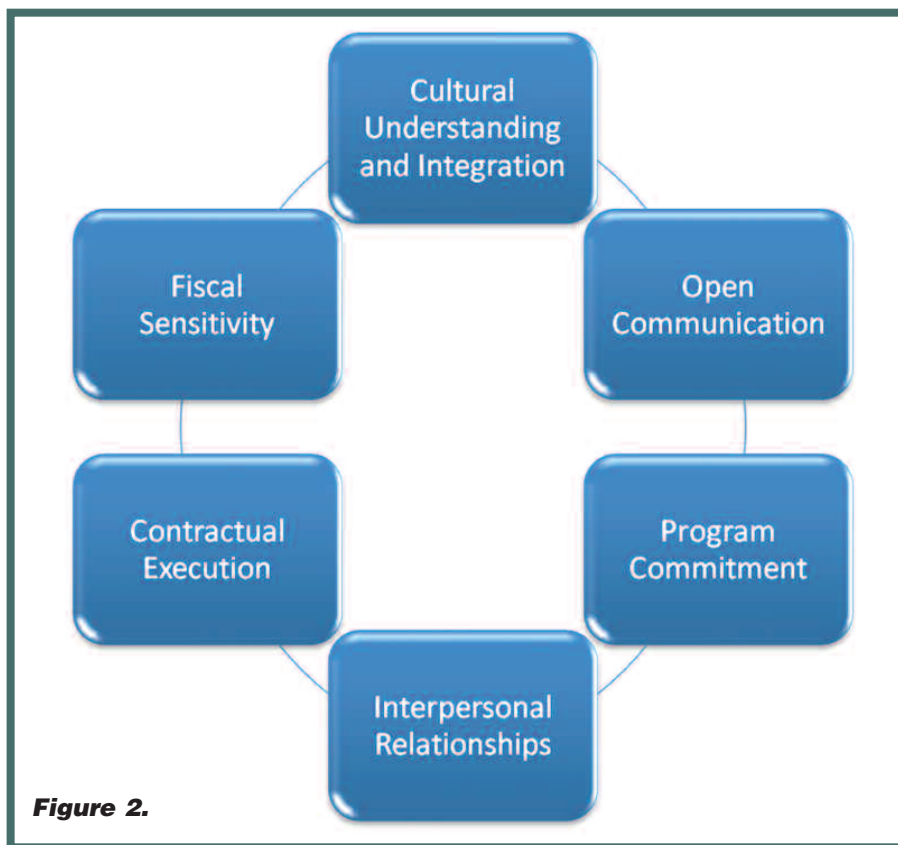 Cultural
Understanding
and Integration
Open
Communication
Program
Commitment
Interpersonal
Relationships
Contractual
Execution
Fiscal
Sensitivity
Figure 2.